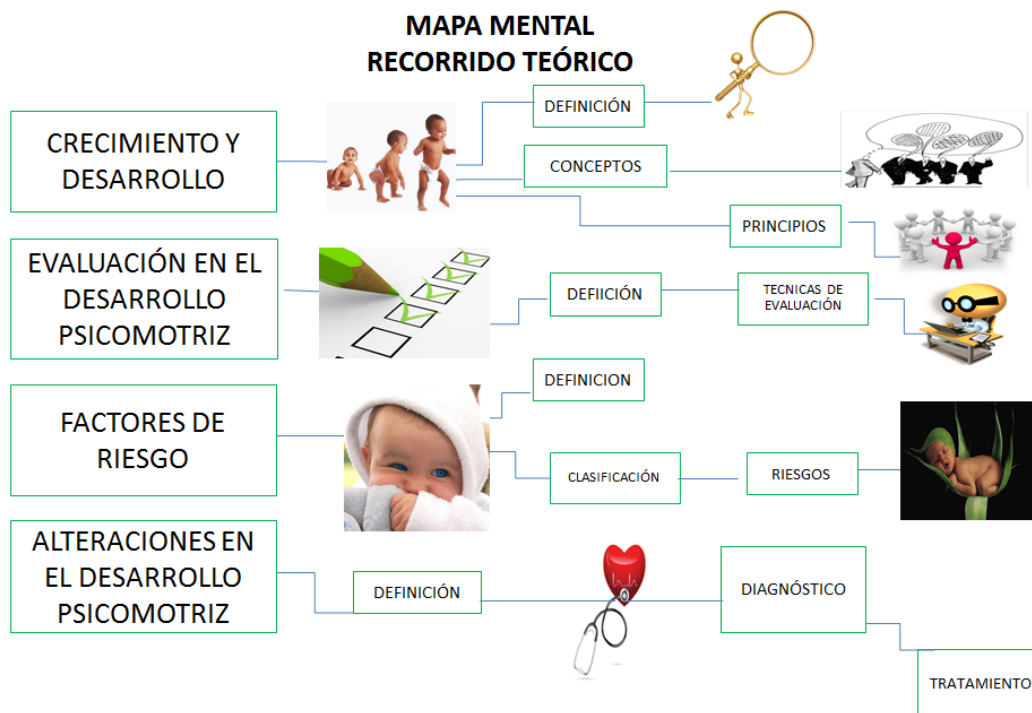 MAPA MENTAL
RECORRIDO TEÓRICO
CRECIMIENTO Y
DESARROLLO
DEFINICIÓN
CONCEPTOS
PRINCIPIOS
EVALUACIÓN EN EL
DESARROLLO
PSICOMOTRIZ
DEFIICIÓN
TECNICAS DE
EVALUACIÓN
FACTORES DE
RIESGO
DEFINICION
CLASIFICACIÓN
RIESGOS
ALTERACIONES EN
EL DESARROLLO
PSICOMOTRIZ
DEFINICIÓN
DIAGNÓSTICO
TRATAMIENTO